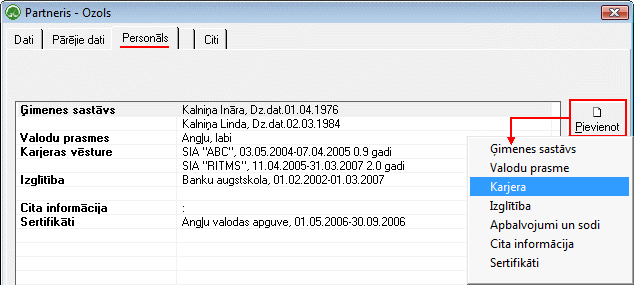 Partneris - Ozols
Dati Pārējie dati Personāls Citi
Ģimenes sastāvs Kalniņa Ināra, Dz.dat.01.04.1976
Kalniņa Linda, Dz.dat.02.03.1984
Valodu prasmes Angļu, labi
Karjeras vēsture SIA "ABC", 03.05.2004-07.04.2005 0.9 gadi
SIA "RITMS", 11.04.2005-31.03.2007 2.0 gadi
Izglītība Banku augstskola, 01.02.2002-01.03.2007
Cita informācija :
Sertifikāti Angļu valodas apguve, 01.05.2006-30.09.2006
Pievienot
Ģimenes sastāvs
Valodu prasme
Karjera
Izglītība
Apbalvojumi un sodi
Cita informācija
Sertifikāti